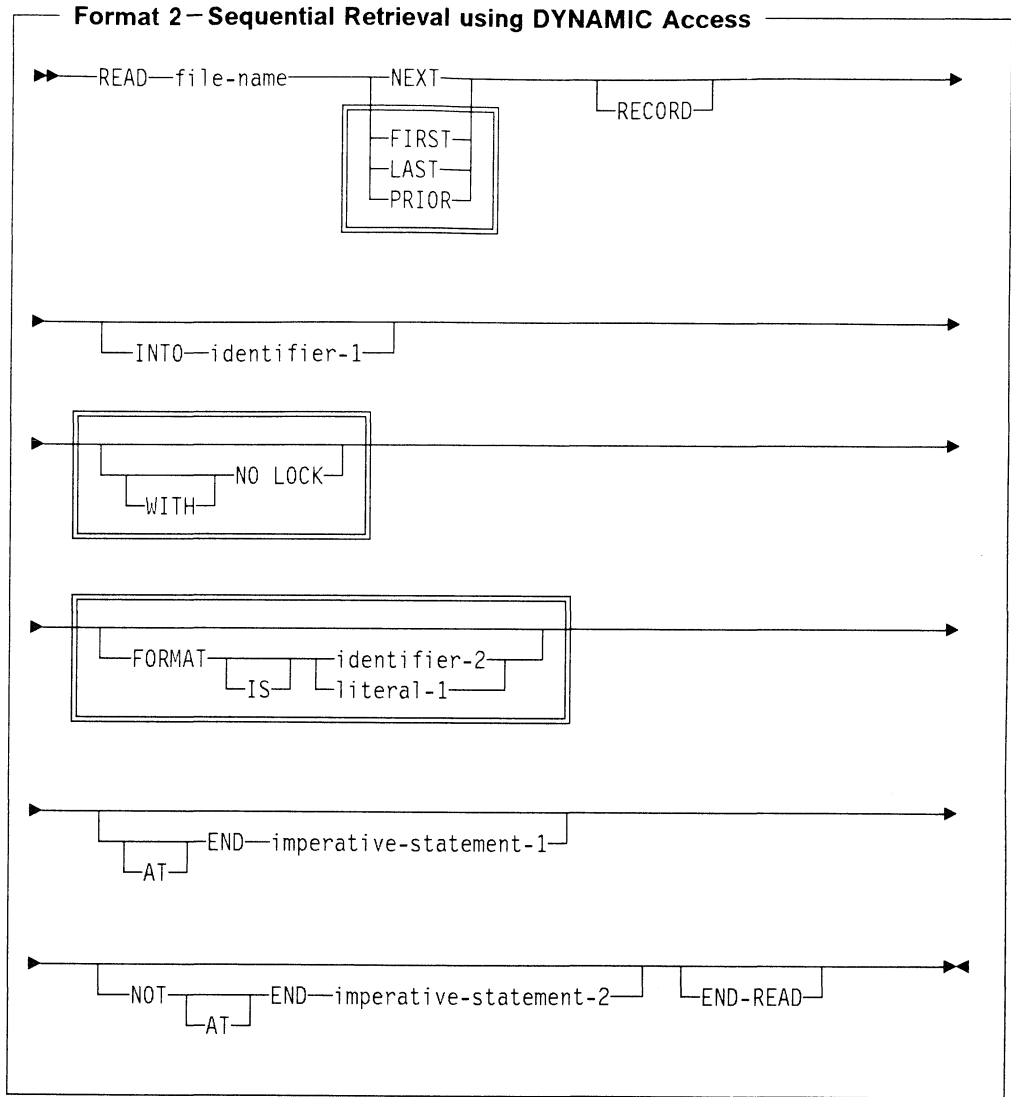 Format 2—Sequential Retrieval using DYNAMIC Access
READ file-name NEXT
RECORD
FIRST
LAST
PRIOR
INTO identifier-1
NO LOCK
WITH
FORMAT identifier-2
IS literal-1
END imperative-statement-1
AT
NOT END imperative-statement-2 END-READ
AT